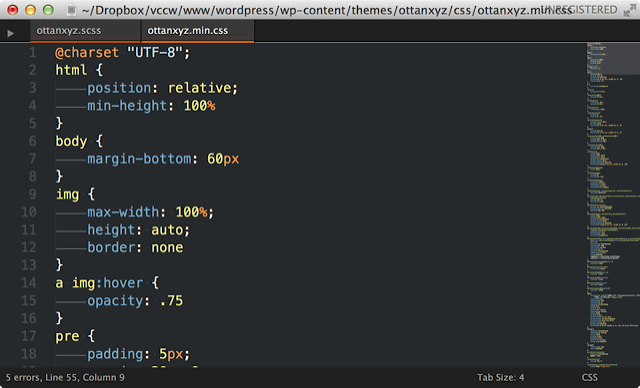 ~/Dropbox/vccw/www/wordpress/wp-content/themes/ottanxyz/css/ottanxyz.min.css
UNREGISTERED
ottanxyz.scss ottanxyz.min.css
1 @charset "UTF-8";
2 html {
3 position: relative;
4 min-height: 100%
5 }
6 body {
7 margin-bottom: 60px
8 }
9 img {
10 max-width: 100%;
11 height: auto;
12 border: none
13 }
14 a img:hover {
15 opacity: .75
16 }
17 pre {
18 padding: 5px;
5 errors, Line 55, Column 9 Tab Size: 4 CSS